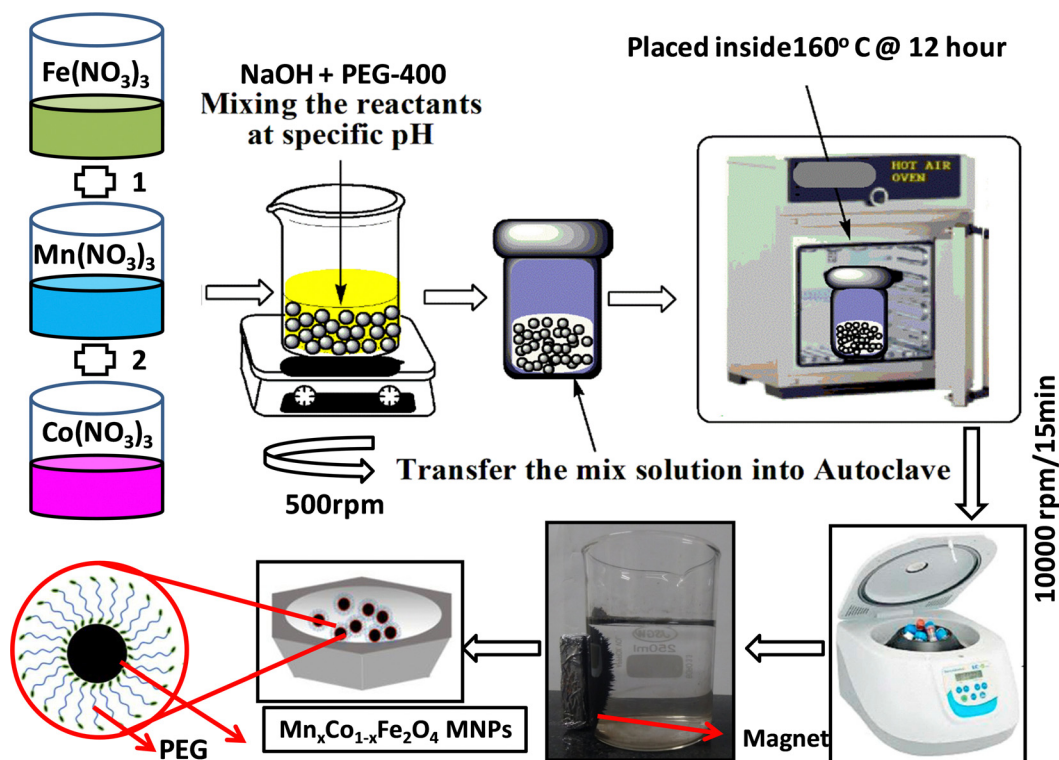 Fe(NO₃)₃
1
Mn(NO₃)₃
2
Co(NO₃)₃
NaOH + PEG-400
Mixing the reactants
at specific pH
500rpm
Transfer the mix solution into Autoclave
Placed inside160° C @ 12 hour
HOT AIR
OVEN
10000 rpm/15min
250ml
Magnet
MnₓCo₁₋ₓFe₂O₄ MNPs
PEG